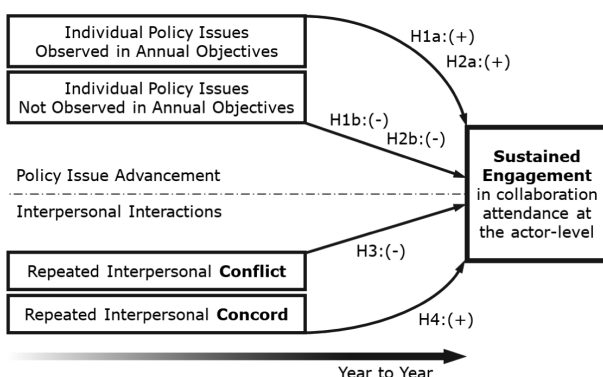 Individual Policy Issues
Observed in Annual Objectives
Individual Policy Issues
Not Observed in Annual Objectives
H1a:(+)
H2a:(+)
H1b:(-)
H2b:(-)
Policy Issue Advancement
Interpersonal Interactions
Sustained
Engagement
in collaboration
attendance at
the actor-level
Repeated Interpersonal Conflict
H3:(-)
Repeated Interpersonal Concord
H4:(+)
Year to Year